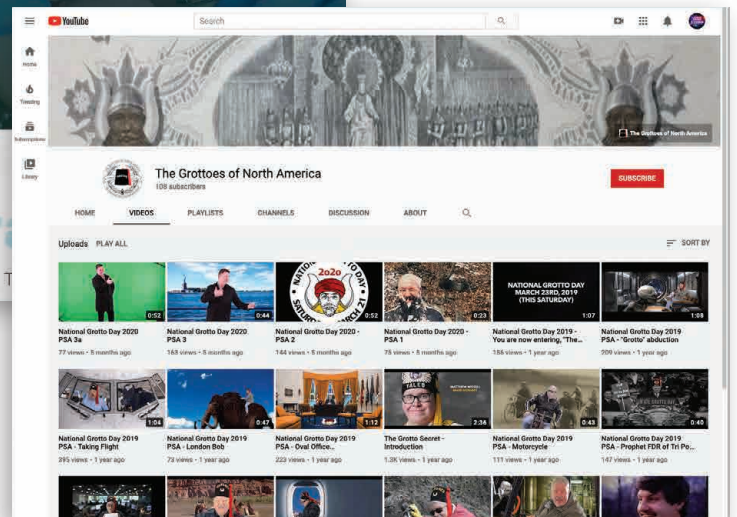 YouTube
Search
Home
Trending
Subscriptions
Library
The Grottoes of North America
The Grottoes of North America
108 subscribers
SUBSCRIBE
HOME VIDEOS PLAYLISTS CHANNELS DISCUSSION ABOUT
Uploads PLAY ALL SORT BY
0:52 0:44 2020 NATIONAL GROTTO DAY SATURDAY MARCH 21 0:52 0:23 NATIONAL GROTTO DAY MARCH 23RD, 2019 (THIS SATURDAY) 1:07 1:08
National Grotto Day 2020 National Grotto Day 2020 National Grotto Day 2020 - National Grotto Day 2020 - National Grotto Day 2019 - National Grotto Day 2019
PSA 3a PSA 3 PSA 2 PSA 1 You are now entering, "The... PSA - "Grotto" abduction
77 views • 5 months ago 163 views • 5 months ago 144 views • 5 months ago 75 views • 5 months ago 186 views • 1 year ago 209 views • 1 year ago
1:04 0:47 1:12 2:36 0:43 0:40
National Grotto Day 2019 National Grotto Day 2019 National Grotto Day 2019 The Grotto Secret - National Grotto Day 2019 National Grotto Day 2019
PSA - Taking Flight PSA - London Bob PSA - Oval Office... Introduction PSA - Motorcycle PSA - Prophet FDR of Tri Po...
395 views • 1 year ago 73 views • 1 year ago 223 views • 1 year ago 1.3K views • 1 year ago 111 views • 1 year ago 147 views • 1 year ago